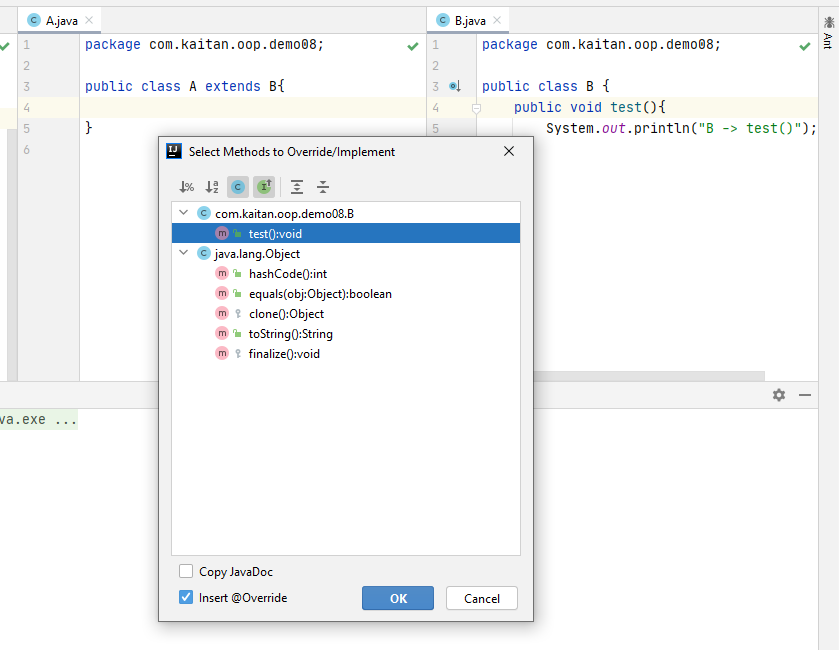 A.java
B.java
Ant
1
package com.kaitan.oop.demo08;
2
3
public class A extends B{
4
5
}
6
1
package com.kaitan.oop.demo08;
2
3
public class B {
4
public void test(){
5
System.out.println("B -> test()");
Select Methods to Override/Implement
com.kaitan.oop.demo08.B
test():void
java.lang.Object
hashCode():int
equals(obj:Object):boolean
clone():Object
toString():String
finalize():void
Copy JavaDoc
Insert @Override
OK
Cancel
va.exe ...